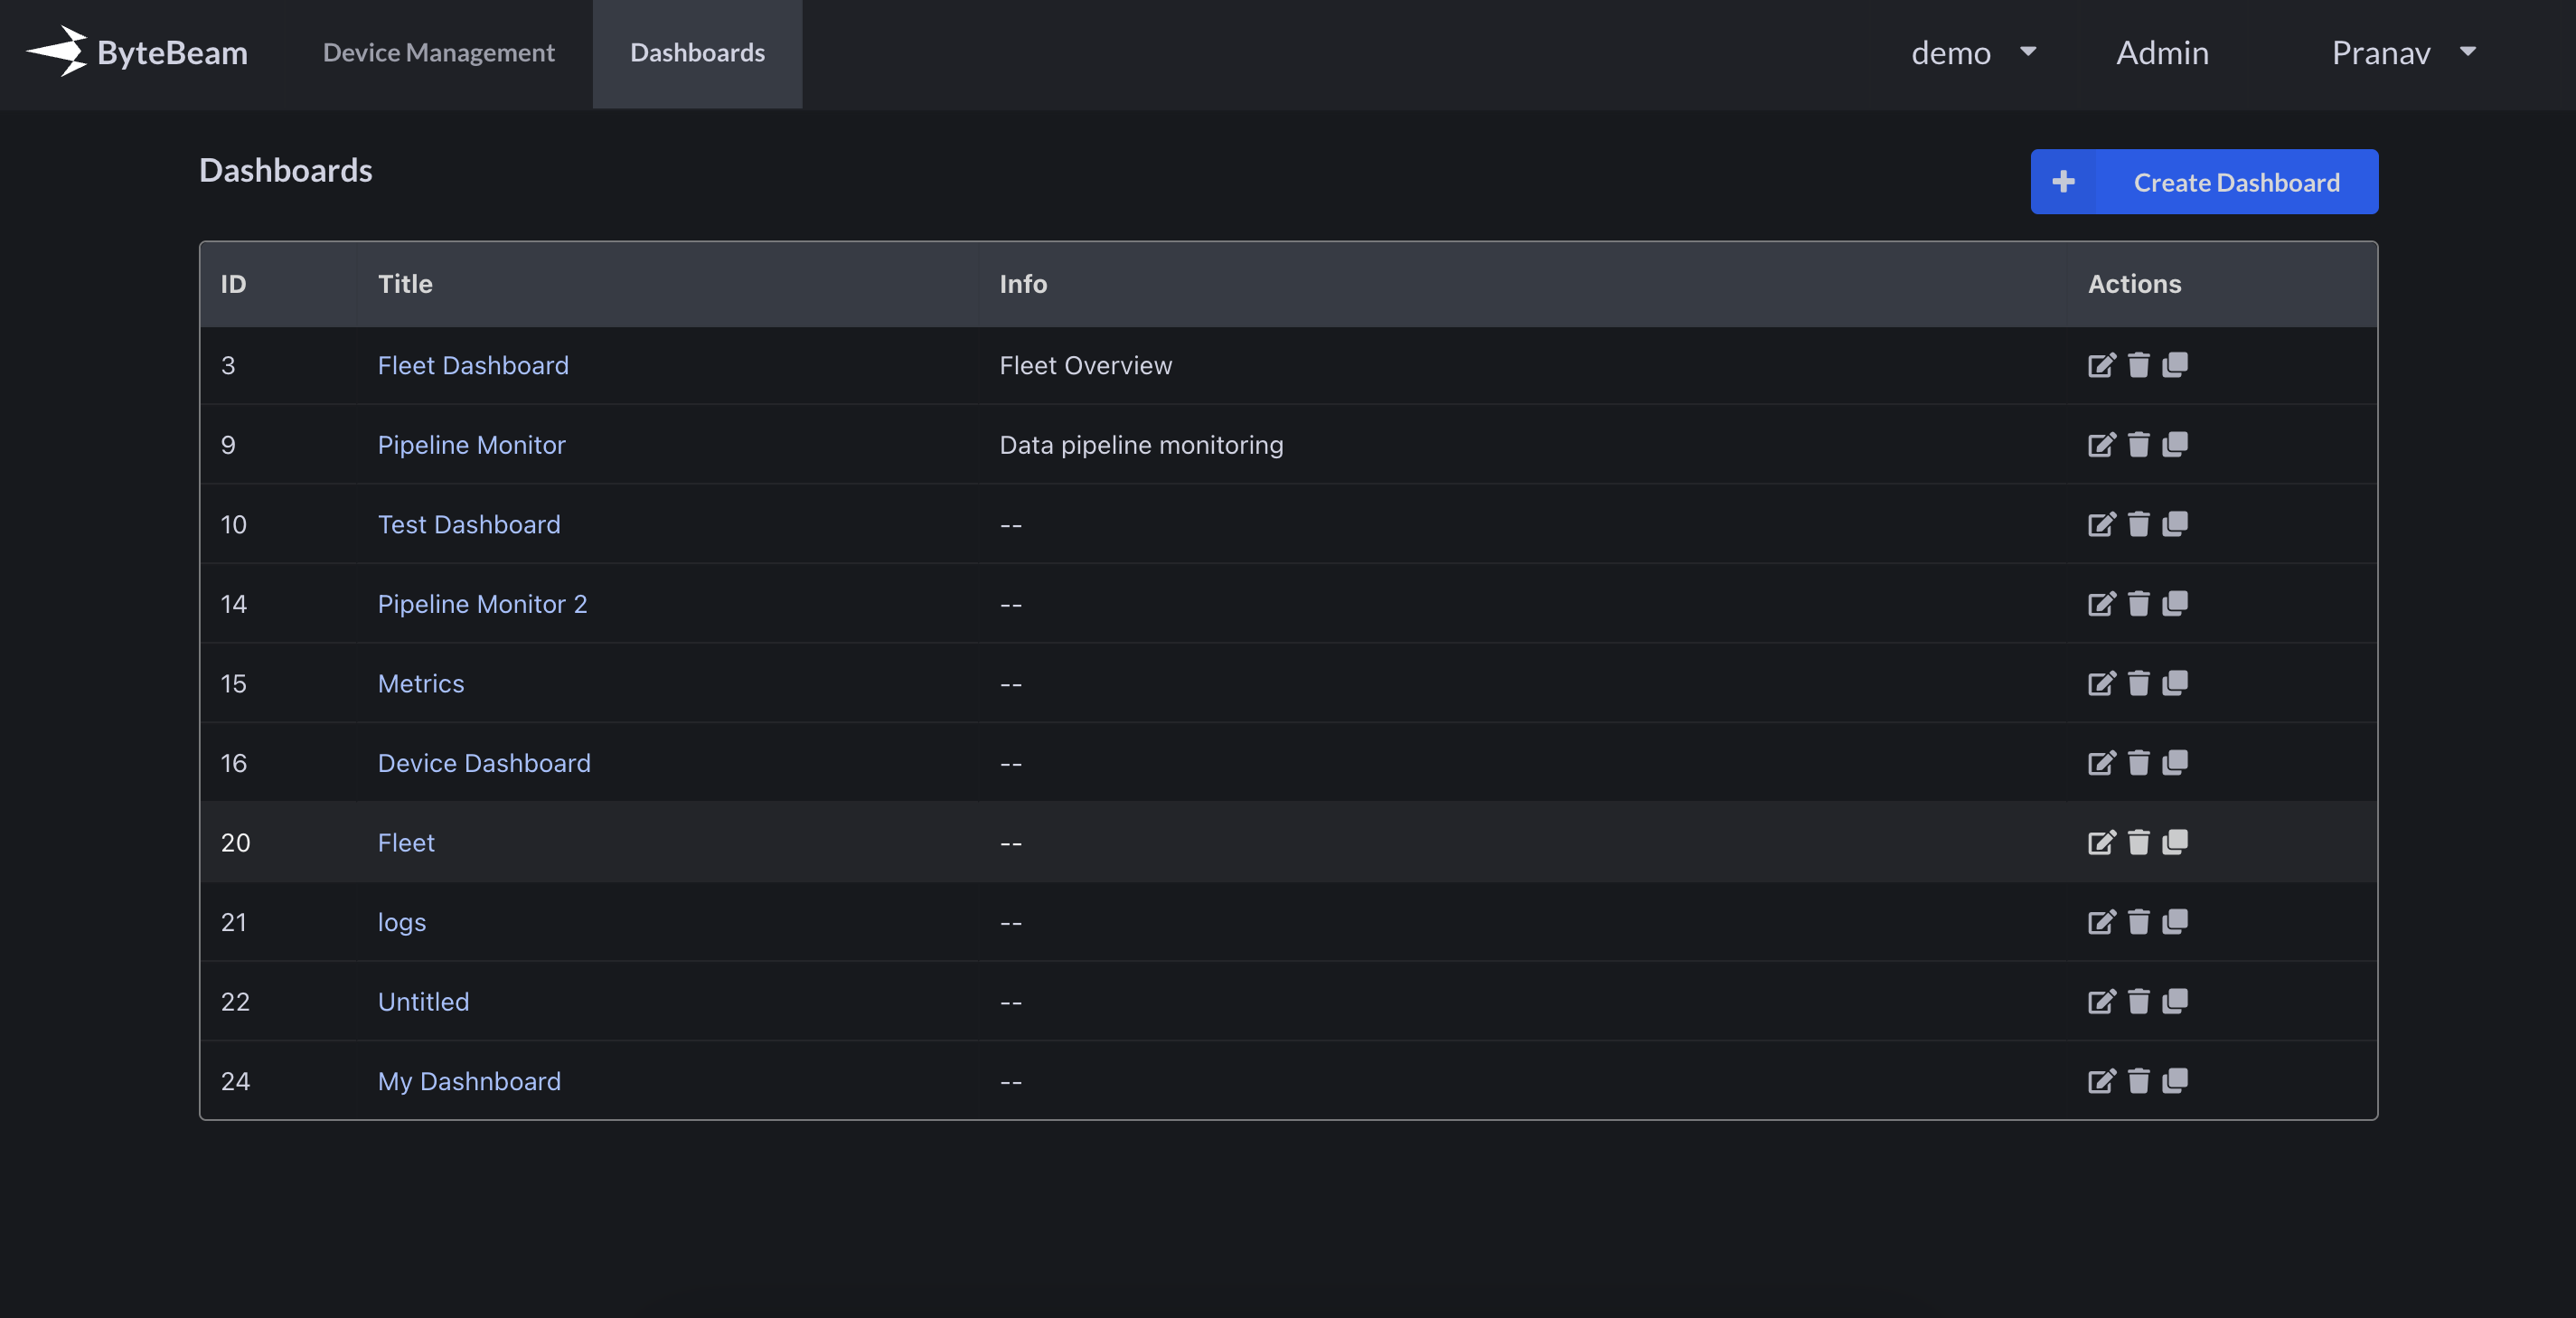 ByteBeam Device Management Dashboards demo Admin Pranav
Dashboards
Create Dashboard
ID Title Info Actions
3 Fleet Dashboard Fleet Overview
9 Pipeline Monitor Data pipeline monitoring
10 Test Dashboard --
14 Pipeline Monitor 2 --
15 Metrics --
16 Device Dashboard --
20 Fleet --
21 logs --
22 Untitled --
24 My Dashnboard --